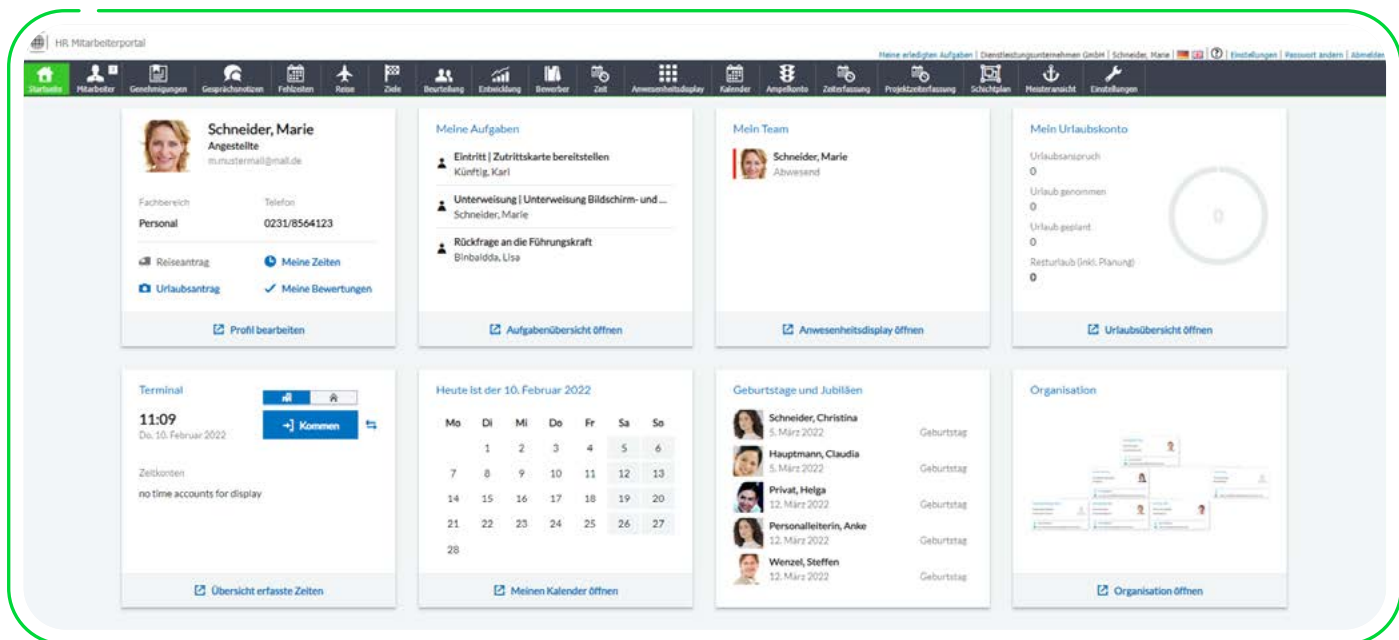 HR Mitarbeiterportal
Meine erledigten Aufgaben | Dienstleistungsunternehmen GmbH | Schneider, Marie | ? | Einstellungen | Passwort ändern | Abmelden
Startseite Mitarbeiter Genehmigungen Gesprächsnotizen Fehlzeiten Reise Ziele Beurteilung Entwicklung Bewerber Zeit Anwesenheitsdisplay Kalender Ampelkonto Zeiterfassung Projektzeiterfassung Schichtplan Meisteransicht Einstellungen
Schneider, Marie
Angestellte
m.mustermail@mail.de
Fachbereich Telefon
Personal 0231/8564123
Reiseantrag Meine Zeiten
Urlaubsantrag Meine Bewertungen
Profil bearbeiten
Meine Aufgaben
Eintritt | Zutrittskarte bereitstellen
Künftig, Karl
Unterweisung | Unterweisung Bildschirm- und ...
Schneider, Marie
Rückfrage an die Führungskraft
Binbaldda, Lisa
Aufgabenübersicht öffnen
Mein Team
Schneider, Marie
Abwesend
Anwesenheitsdisplay öffnen
Mein Urlaubskonto
Urlaubsanspruch
0
Urlaub genommen
0
Urlaub geplant
0
Resturlaub (inkl. Planung)
0
0
Urlaubsübersicht öffnen
Terminal
11:09
Do. 10. Februar 2022
Kommen
Zeitkonten
no time accounts for display
Übersicht erfasste Zeiten
Heute ist der 10. Februar 2022
Mo Di Mi Do Fr Sa So
1 2 3 4 5 6
7 8 9 10 11 12 13
14 15 16 17 18 19 20
21 22 23 24 25 26 27
28
Meinen Kalender öffnen
Geburtstage und Jubiläen
Schneider, Christina
5. März 2022 Geburtstag
Hauptmann, Claudia
5. März 2022 Geburtstag
Privat, Helga
12. März 2022 Geburtstag
Personalleiterin, Anke
12. März 2022 Geburtstag
Wenzel, Steffen
12. März 2022 Geburtstag
Organisation
Organisation öffnen